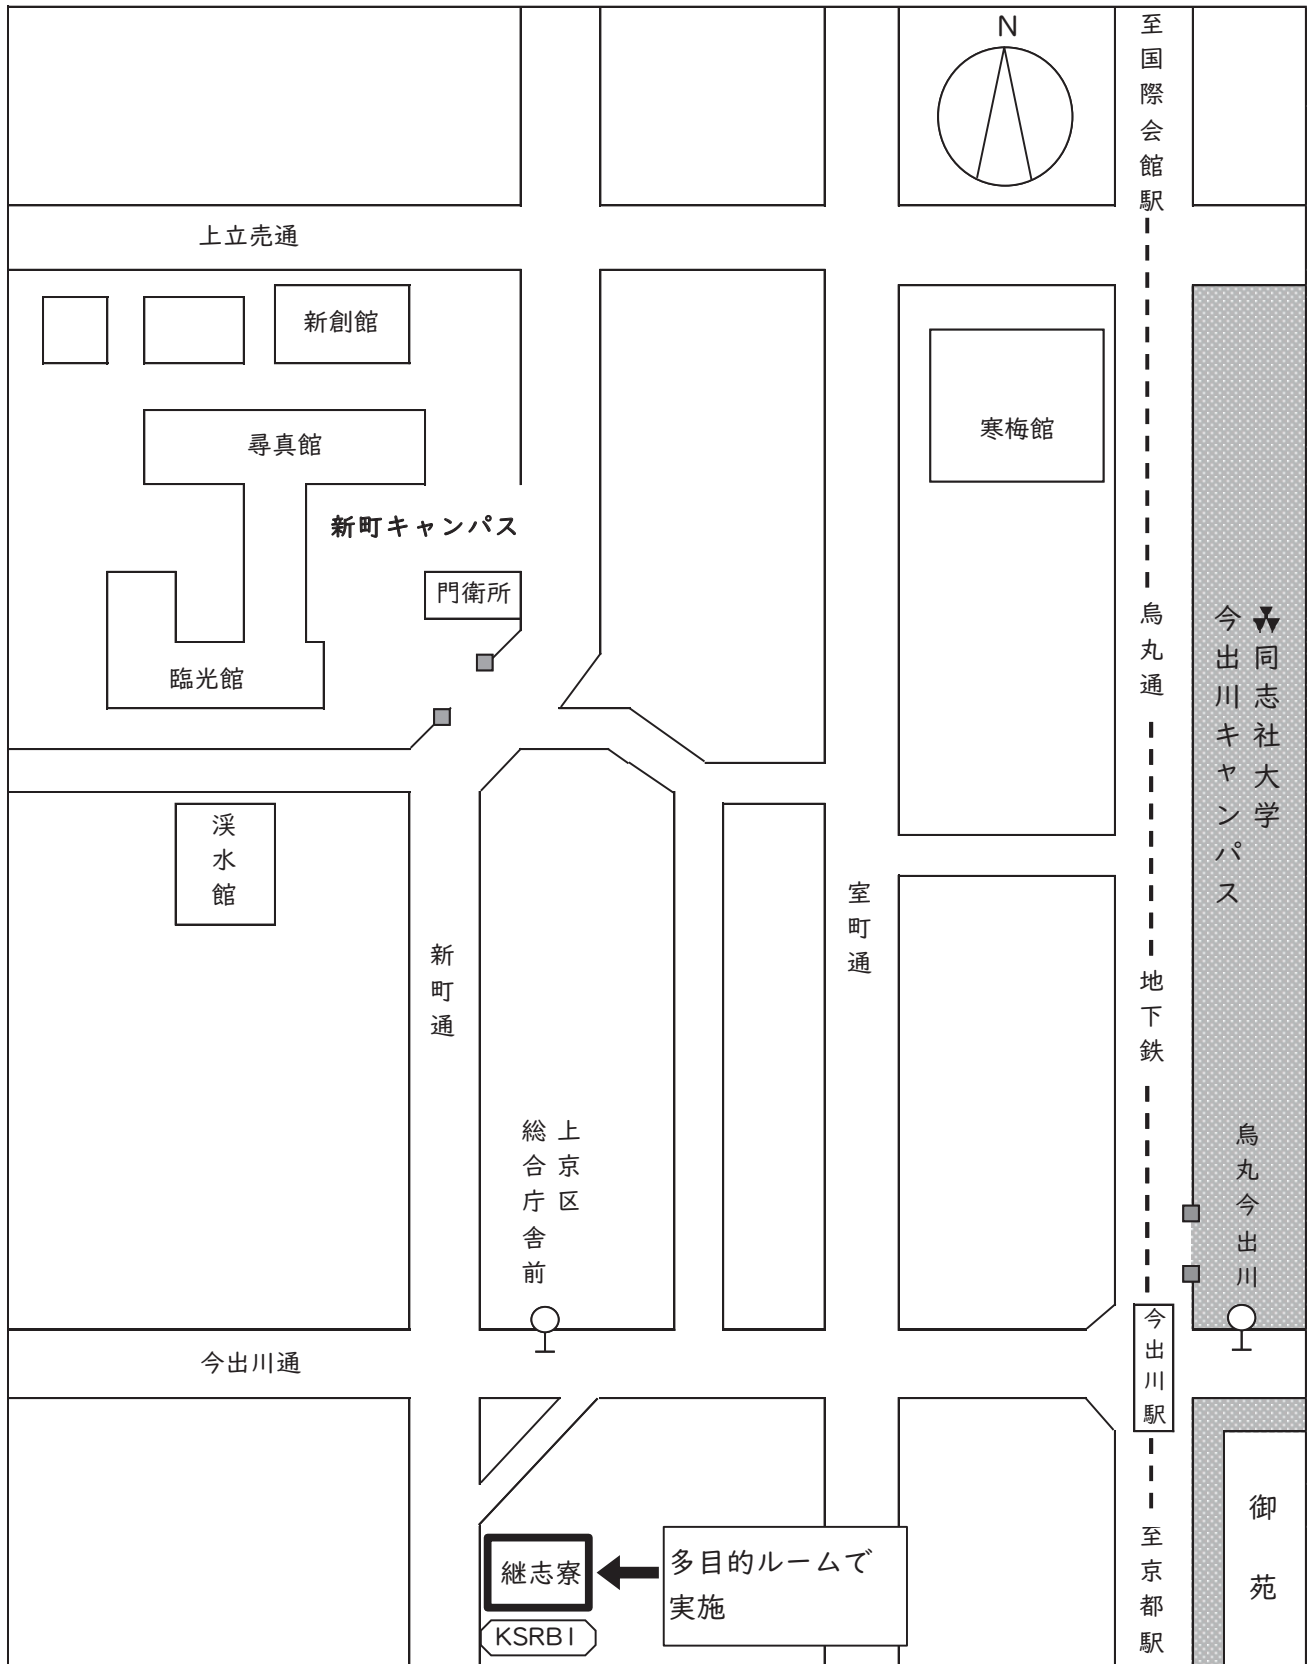 N
至国際会館駅
上立売通
新創館
尋真館
寒梅館
新町キャンパス
門衛所
臨光館
烏丸通
同志社大学
今出川キャンパス
渓水館
室町通
新町通
地下鉄
上京区
総合庁舎前
烏丸今出川
今出川通
今出川駅
御苑
継志寮
多目的ルームで
実施
KSRBI
至京都駅